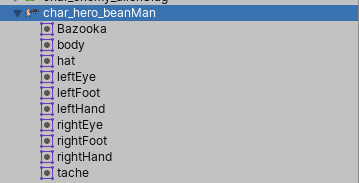 char_hero_beanMan
Bazooka
body
hat
leftEye
leftFoot
leftHand
rightEye
rightFoot
rightHand
tache